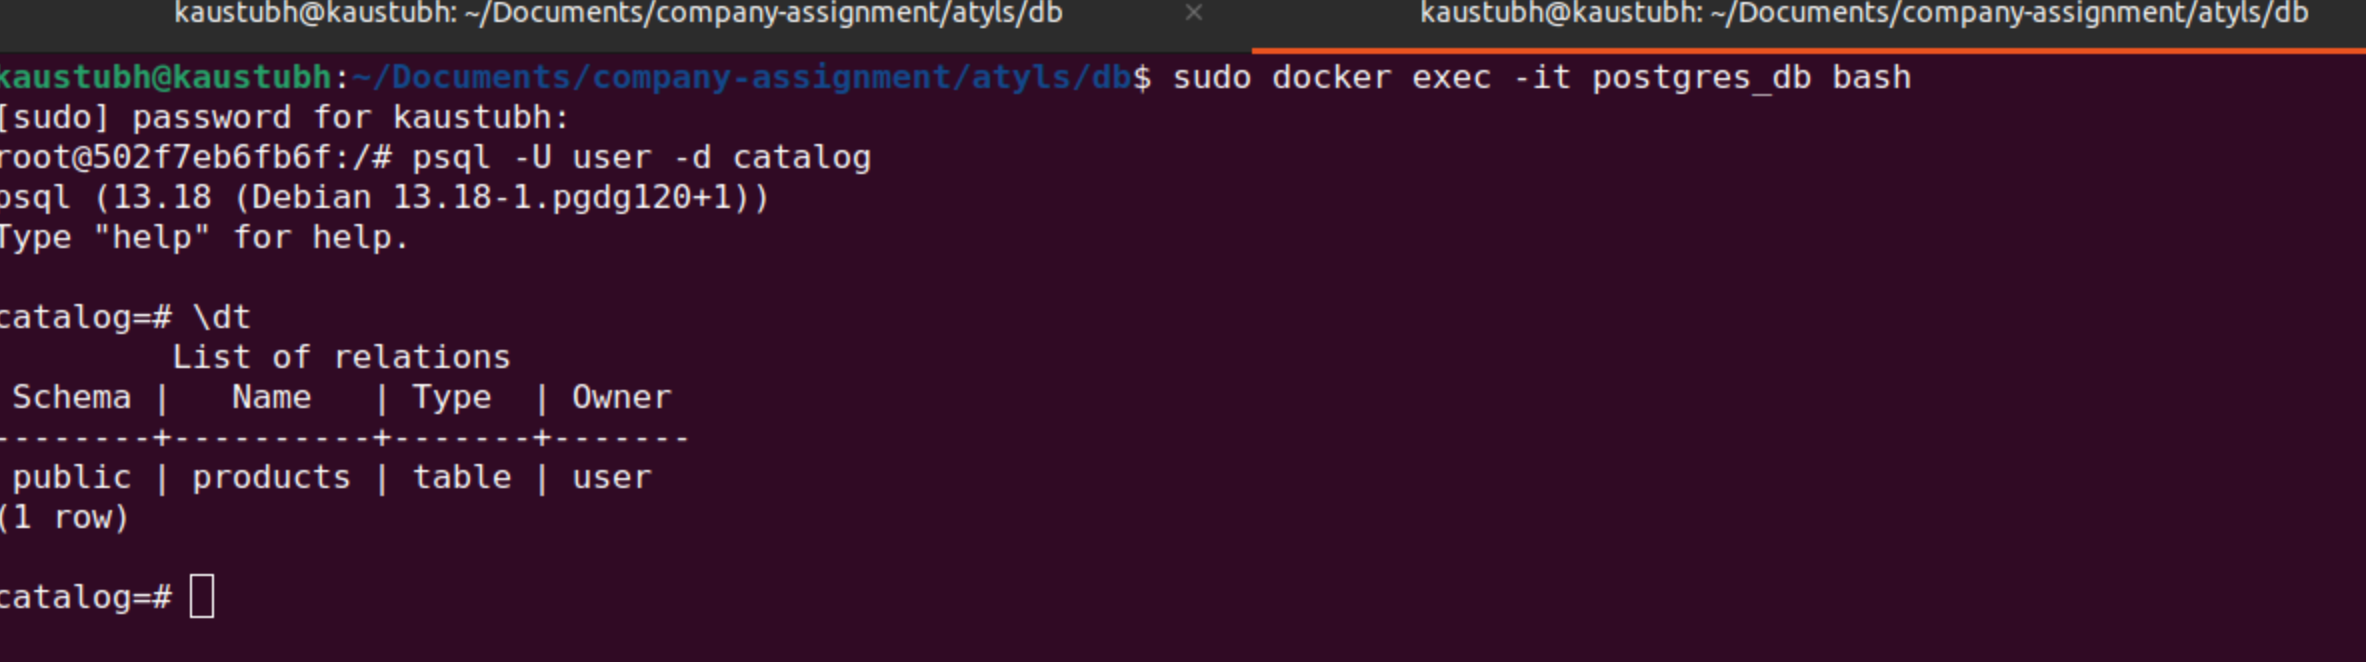 kaustubh@kaustubh: ~/Documents/company-assignment/atyls/db × kaustubh@kaustubh: ~/Documents/company-assignment/atyls/db
kaustubh@kaustubh:~/Documents/company-assignment/atyls/db$ sudo docker exec -it postgres_db bash
[sudo] password for kaustubh:
root@502f7eb6fb6f:/# psql -U user -d catalog
psql (13.18 (Debian 13.18-1.pgdg120+1))
Type "help" for help.
catalog=# \dt
List of relations
Schema | Name | Type | Owner
--------+----------+-------+-------
public | products | table | user
(1 row)
catalog=#